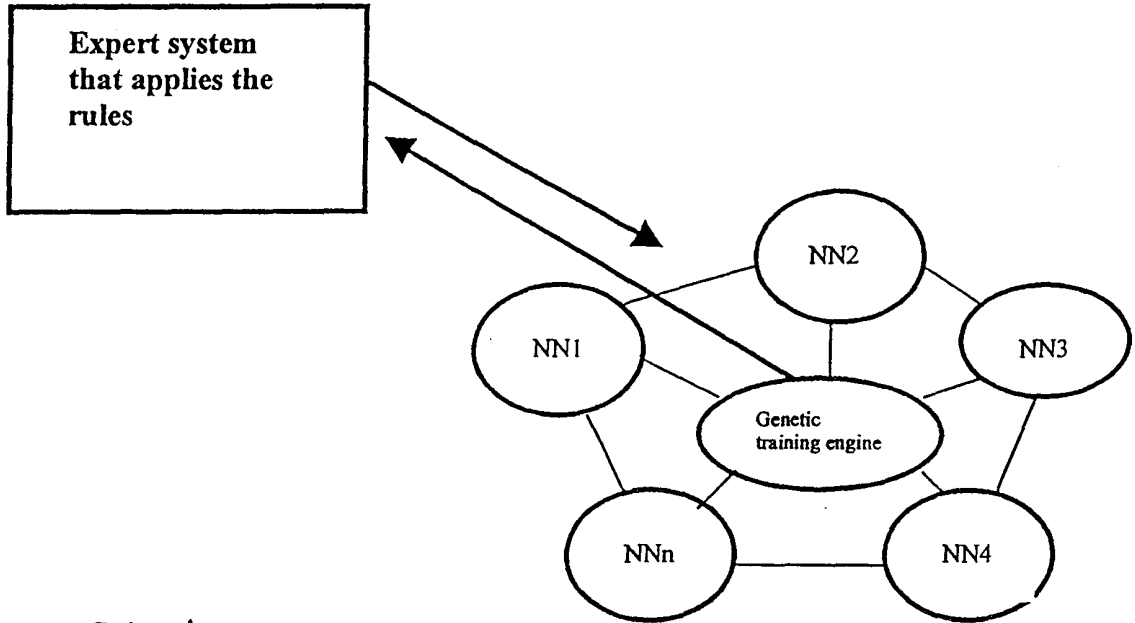 Expert system
that applies the
rules
NN2
NN1
NN3
Genetic
training engine
NNn
NN4